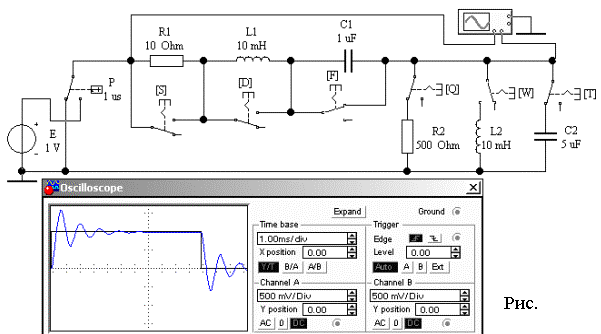 R1
10 Ohm
L1
10 mH
C1
1 uF
P
1 us
[S]
[D]
[F]
[Q]
[W]
[T]
E
1 V
+
-
R2
500 Ohm
L2
10 mH
C2
5 uF
Oscilloscope
Expand
Ground
Time base
1.00ms/div
X position 0.00
Y/T B/A A/B
Trigger
Edge
Level 0.00
Auto A B Ext
Channel A
500 mV/Div
Y position 0.00
AC 0 DC
Channel B
500 mV/Div
Y position 0.00
AC 0 DC
Рис.